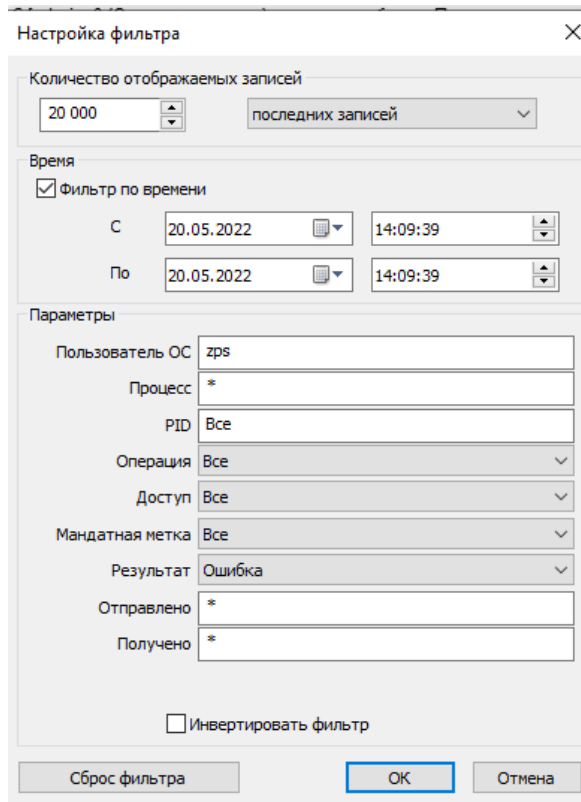 Настройка фильтра
Количество отображаемых записей
20 000 последних записей
Время
Фильтр по времени
С 20.05.2022 14:09:39
По 20.05.2022 14:09:39
Параметры
Пользователь ОС zps
Процесс *
PID Все
Операция Все
Доступ Все
Мандатная метка Все
Результат Ошибка
Отправлено *
Получено *
Инвертировать фильтр
Сброс фильтра ОК Отмена